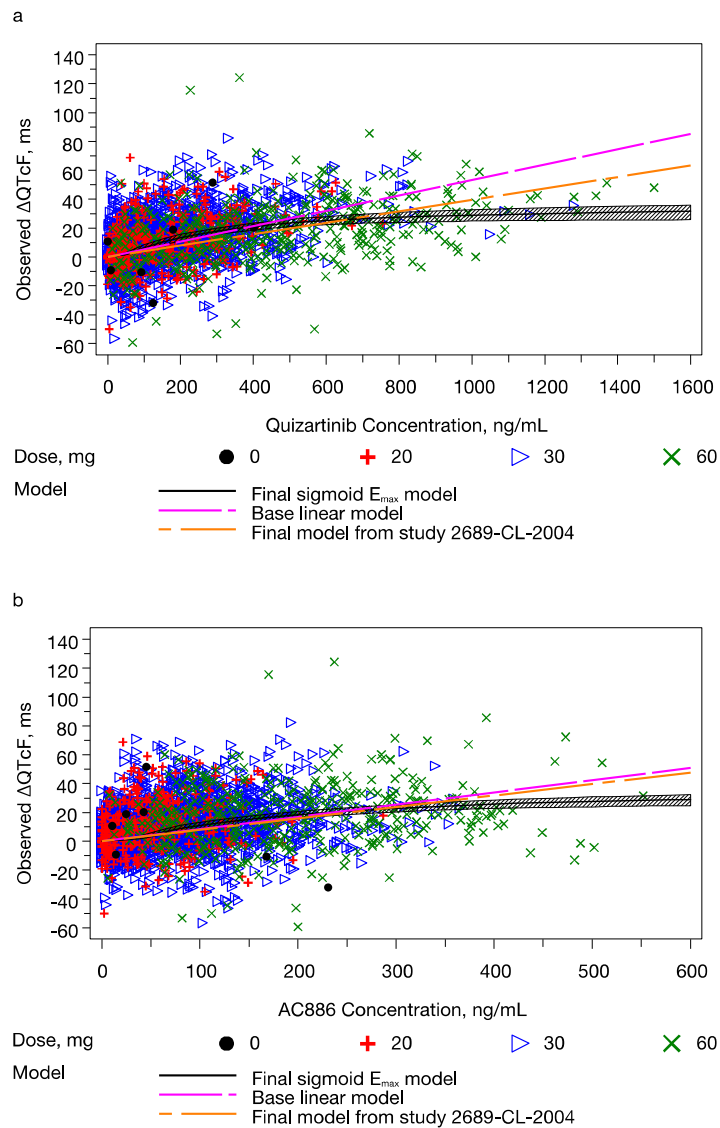 a
140
120
100
80
60
40
20
0
-20
-40
-60
Observed ΔQTcF, ms
0 200 400 600 800 1000 1200 1400 1600
Quizartinib Concentration, ng/mL
Dose, mg 0 20 30 60
Model
Final sigmoid Emax model
Base linear model
Final model from study 2689-CL-2004
b
140
120
100
80
60
40
20
0
-20
-40
-60
Observed ΔQTcF, ms
0 100 200 300 400 500 600
AC886 Concentration, ng/mL
Dose, mg 0 20 30 60
Model
Final sigmoid Emax model
Base linear model
Final model from study 2689-CL-2004